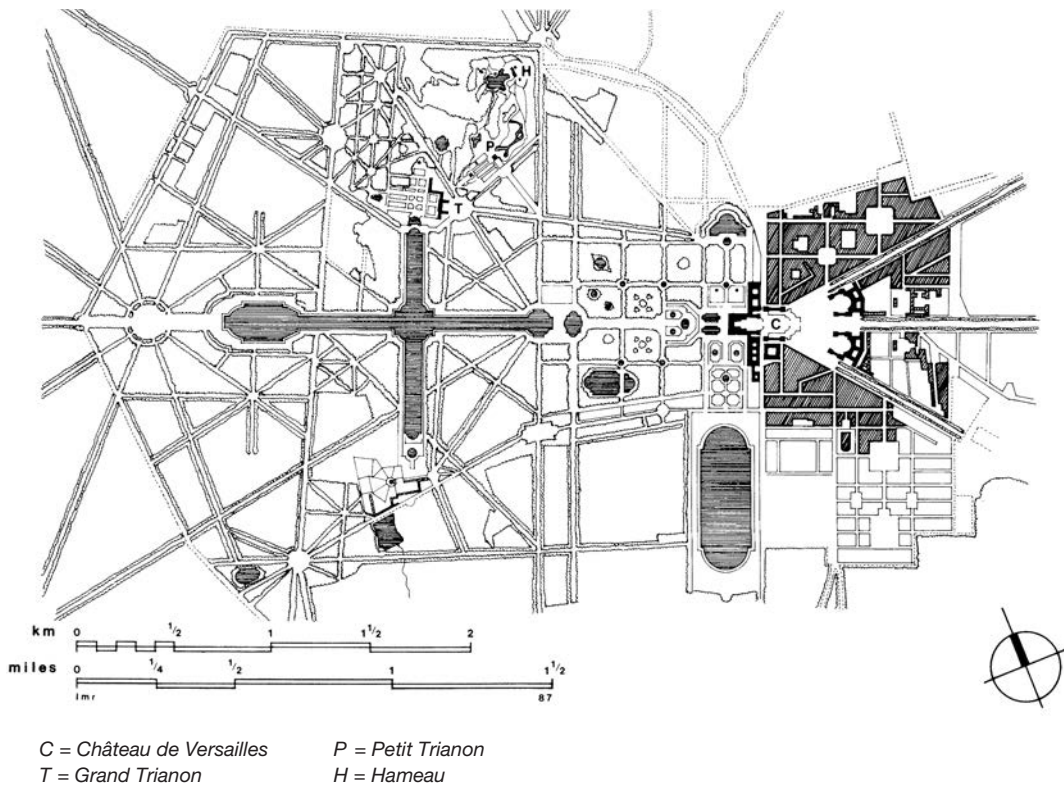 H
P
T
C
km 0 1/2 1 1 1/2 2
miles 0 1/4 1/2 1 1 1/2
lmr 87
C = Château de Versailles P = Petit Trianon
T = Grand Trianon H = Hameau